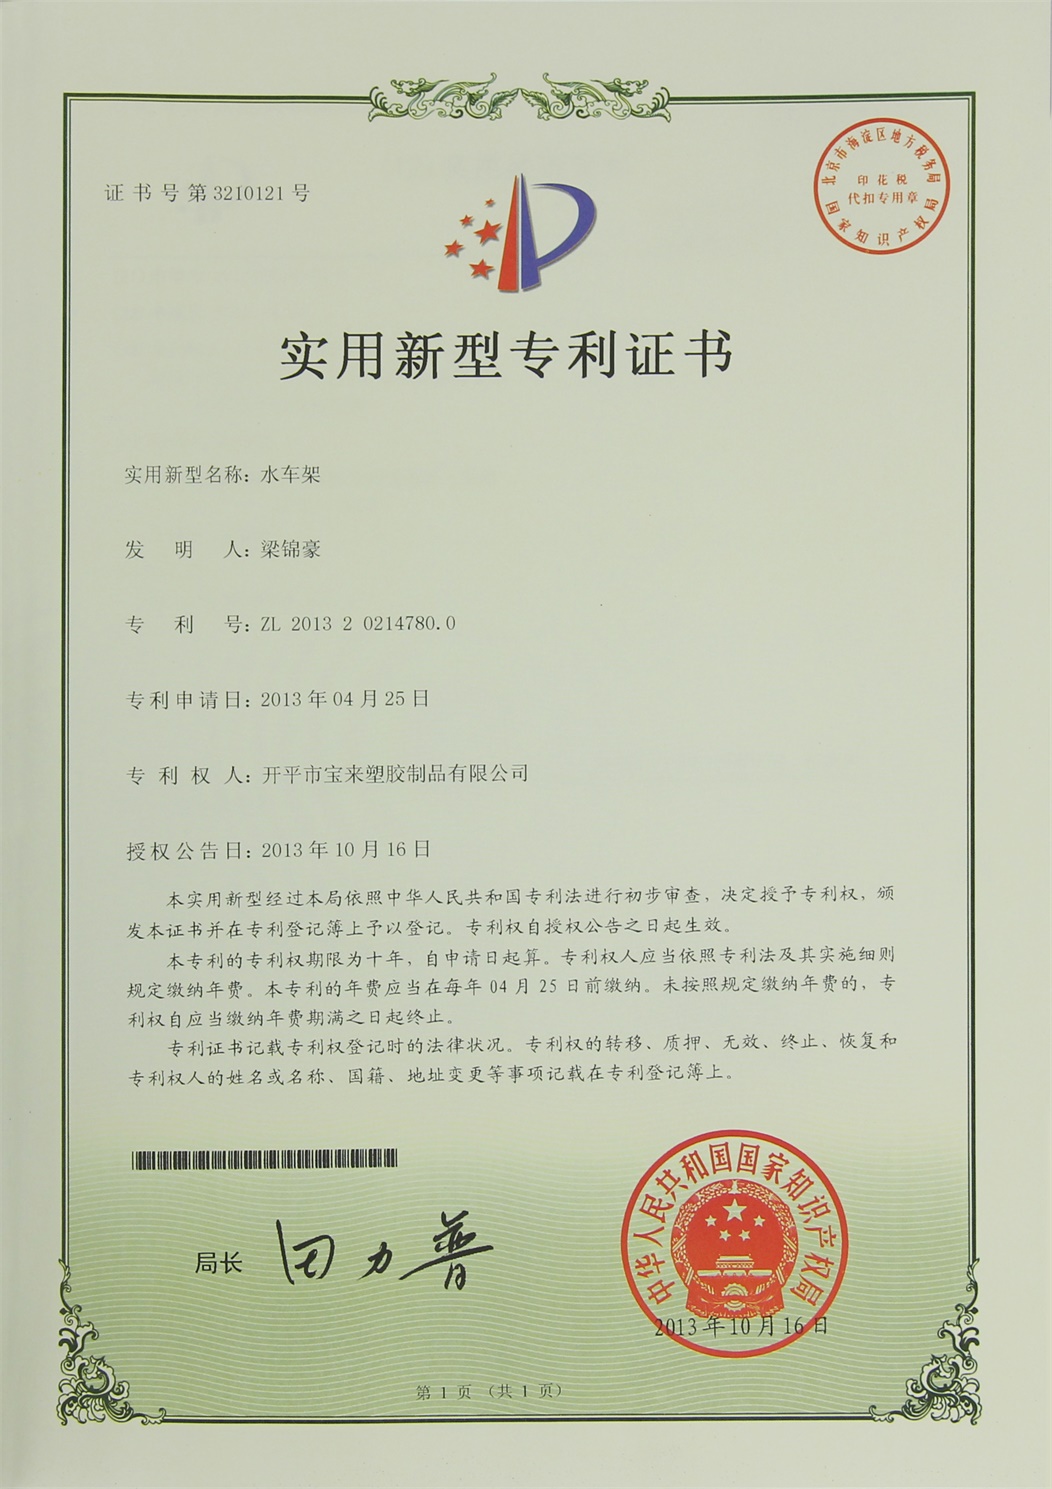 证书号第3210121号
北京市海淀区地方税务局
印花税
代扣专用章
国家知识产权局
实用新型专利证书
实用新型名称：水车架
发明人：梁锦豪
专利号：ZL 2013 2 0214780.0
专利申请日：2013年04月25日
专利权人：开平市宝来塑胶制品有限公司
授权公告日：2013年10月16日
本实用新型经过本局依照中华人民共和国专利法进行初步审查，决定授予专利权，颁
发本证书并在专利登记簿上予以登记。专利权自授权公告之日起生效。
本专利的专利权期限为十年，自申请日起算。专利权人应当依照专利法及其实施细则
规定缴纳年费。本专利的年费应当在每年04月25日前缴纳。未按照规定缴纳年费的，专
利权自应当缴纳年费期满之日起终止。
专利证书记载专利权登记时的法律状况。专利权的转移、质押、无效、终止、恢复和
专利权人的姓名或名称、国籍、地址变更等事项记载在专利登记簿上。
局长
田力普
中华人民共和国国家知识产权局
2013年10月16日
第1页（共1页）